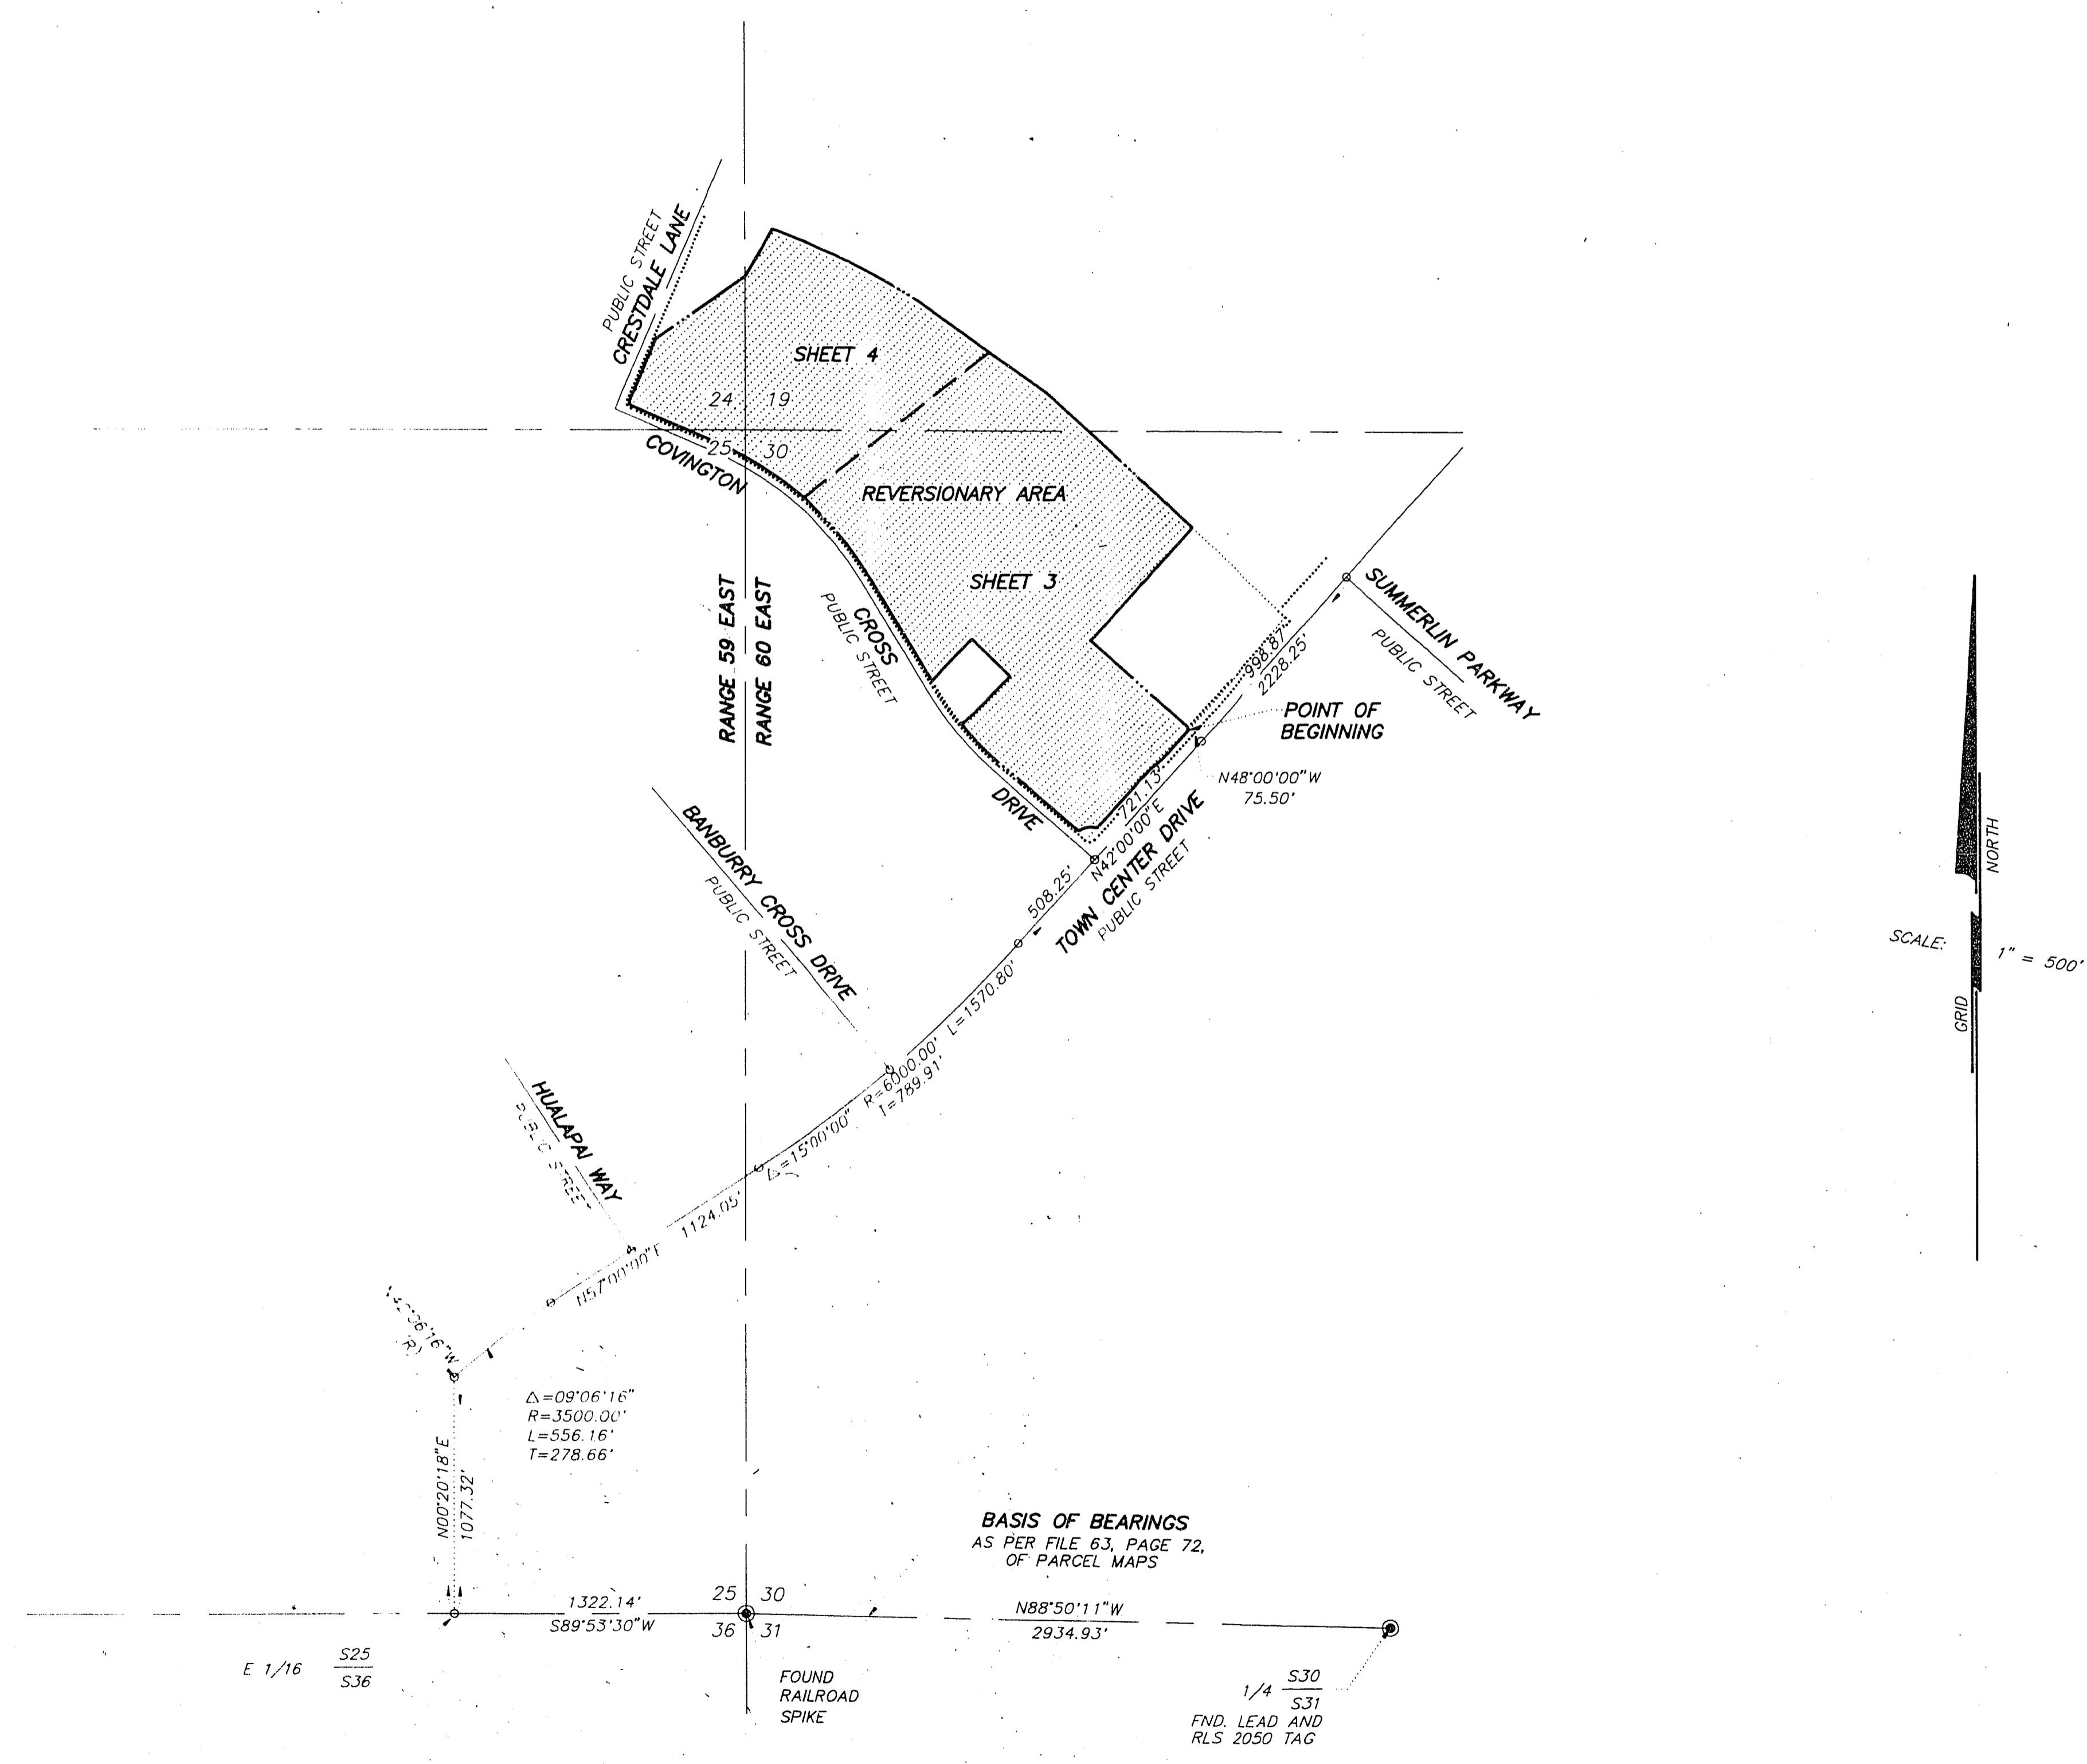 PUBLIC STREET
CRESTDALE LANE
SHEET 4
24 19
25 30
COVINGTON
REVERSIONARY AREA
SHEET 3
RANGE 59 EAST
RANGE 60 EAST
CROSS
PUBLIC STREET
SUMMERLIN PARKWAY
PUBLIC STREET
998.87'
2228.25'
POINT OF
BEGINNING
N48°00'00"W
75.50'
DRIVE
721.13'
N42°00'00"E
TOWN CENTER DRIVE
PUBLIC STREET
508.25'
BANBURRY CROSS DRIVE
PUBLIC STREET
NORTH
SCALE: 1" = 500'
GRID
L=1570.80'
R=6000.00'
T=789.91'
Δ=15°00'00"
HUALAPAI WAY
PUBLIC STREET
1124.05'
N57°00'00"E
36'16"W
(R)
Δ=09°06'16"
R=3500.00'
L=556.16'
T=278.66'
N00°20'18"E
1077.32'
BASIS OF BEARINGS
AS PER FILE 63, PAGE 72,
OF PARCEL MAPS
1322.14'
S89°53'30"W
25 30
36 31
N88°50'11"W
2934.93'
E 1/16 S25
S36
FOUND
RAILROAD
SPIKE
1/4 S30
S31
FND. LEAD AND
RLS 2050 TAG